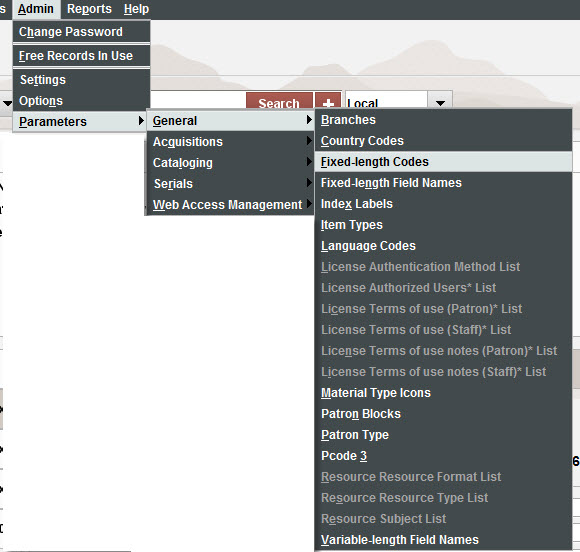 s Admin Reports Help
Change Password
Free Records In Use
Settings
Options
Parameters
Search + Local
General
Acquisitions
Cataloging
Serials
Web Access Management
Branches
Country Codes
Fixed-length Codes
Fixed-length Field Names
Index Labels
Item Types
Language Codes
License Authentication Method List
License Authorized Users* List
License Terms of use (Patron)* List
License Terms of use (Staff)* List
License Terms of use notes (Patron)* List
License Terms of use notes (Staff)* List
Material Type Icons
Patron Blocks
Patron Type
Pcode 3
Resource Resource Format List
Resource Resource Type List
Resource Subject List
Variable-length Field Names